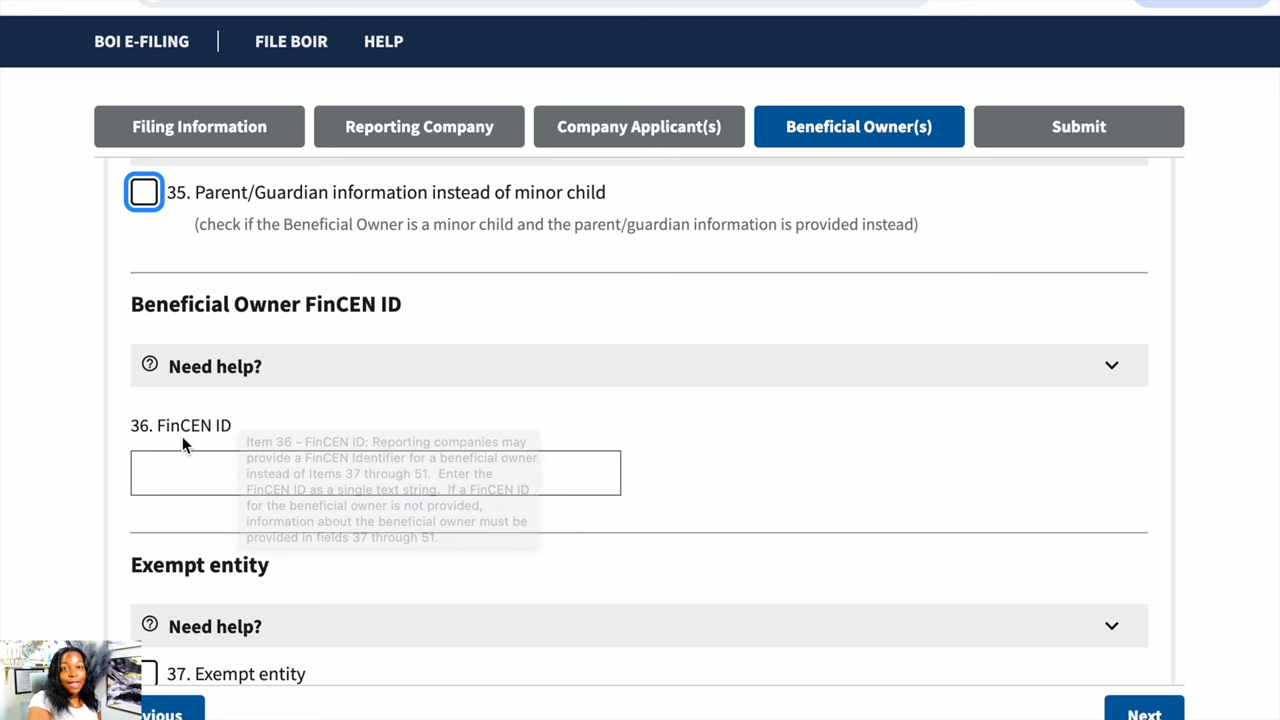 BOI E-FILING
FILE BOIR
HELP
Filing Information
Reporting Company
Company Applicant(s)
Beneficial Owner(s)
Submit
35. Parent/Guardian information instead of minor child
(check if the Beneficial Owner is a minor child and the parent/guardian information is provided instead)
Beneficial Owner FinCEN ID
Need help?
36. FinCEN ID
Item 36 - FinCEN ID: Reporting companies may
provide a FinCEN Identifier for a beneficial owner
instead of Items 37 through 51. Enter the
FinCEN ID as a single text string. If a FinCEN ID
for the beneficial owner is not provided,
information about the beneficial owner must be
provided in fields 37 through 51.
Exempt entity
Need help?
37. Exempt entity
vious
Next